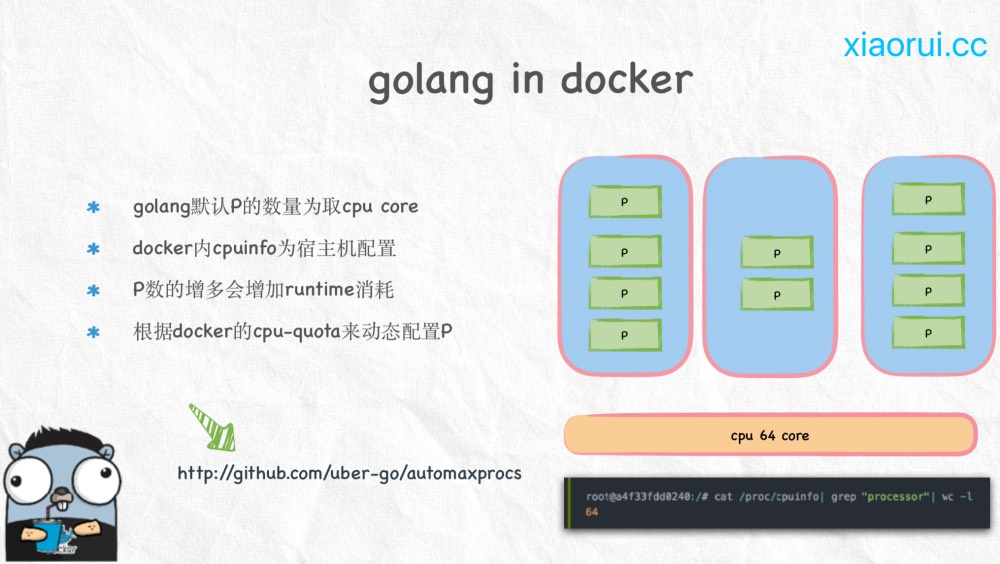 xiaorui.cc
golang in docker
golang默认P的数量为取cpu core
docker内cpuinfo为宿主机配置
P数的增多会增加runtime消耗
根据docker的cpu-quota来动态配置P
http://github.com/uber-go/automaxprocs
P
P
P
P
P
P
P
P
P
P
cpu 64 core
root@a4f33fdd0240:/# cat /proc/cpuinfo| grep "processor"| wc -l
64